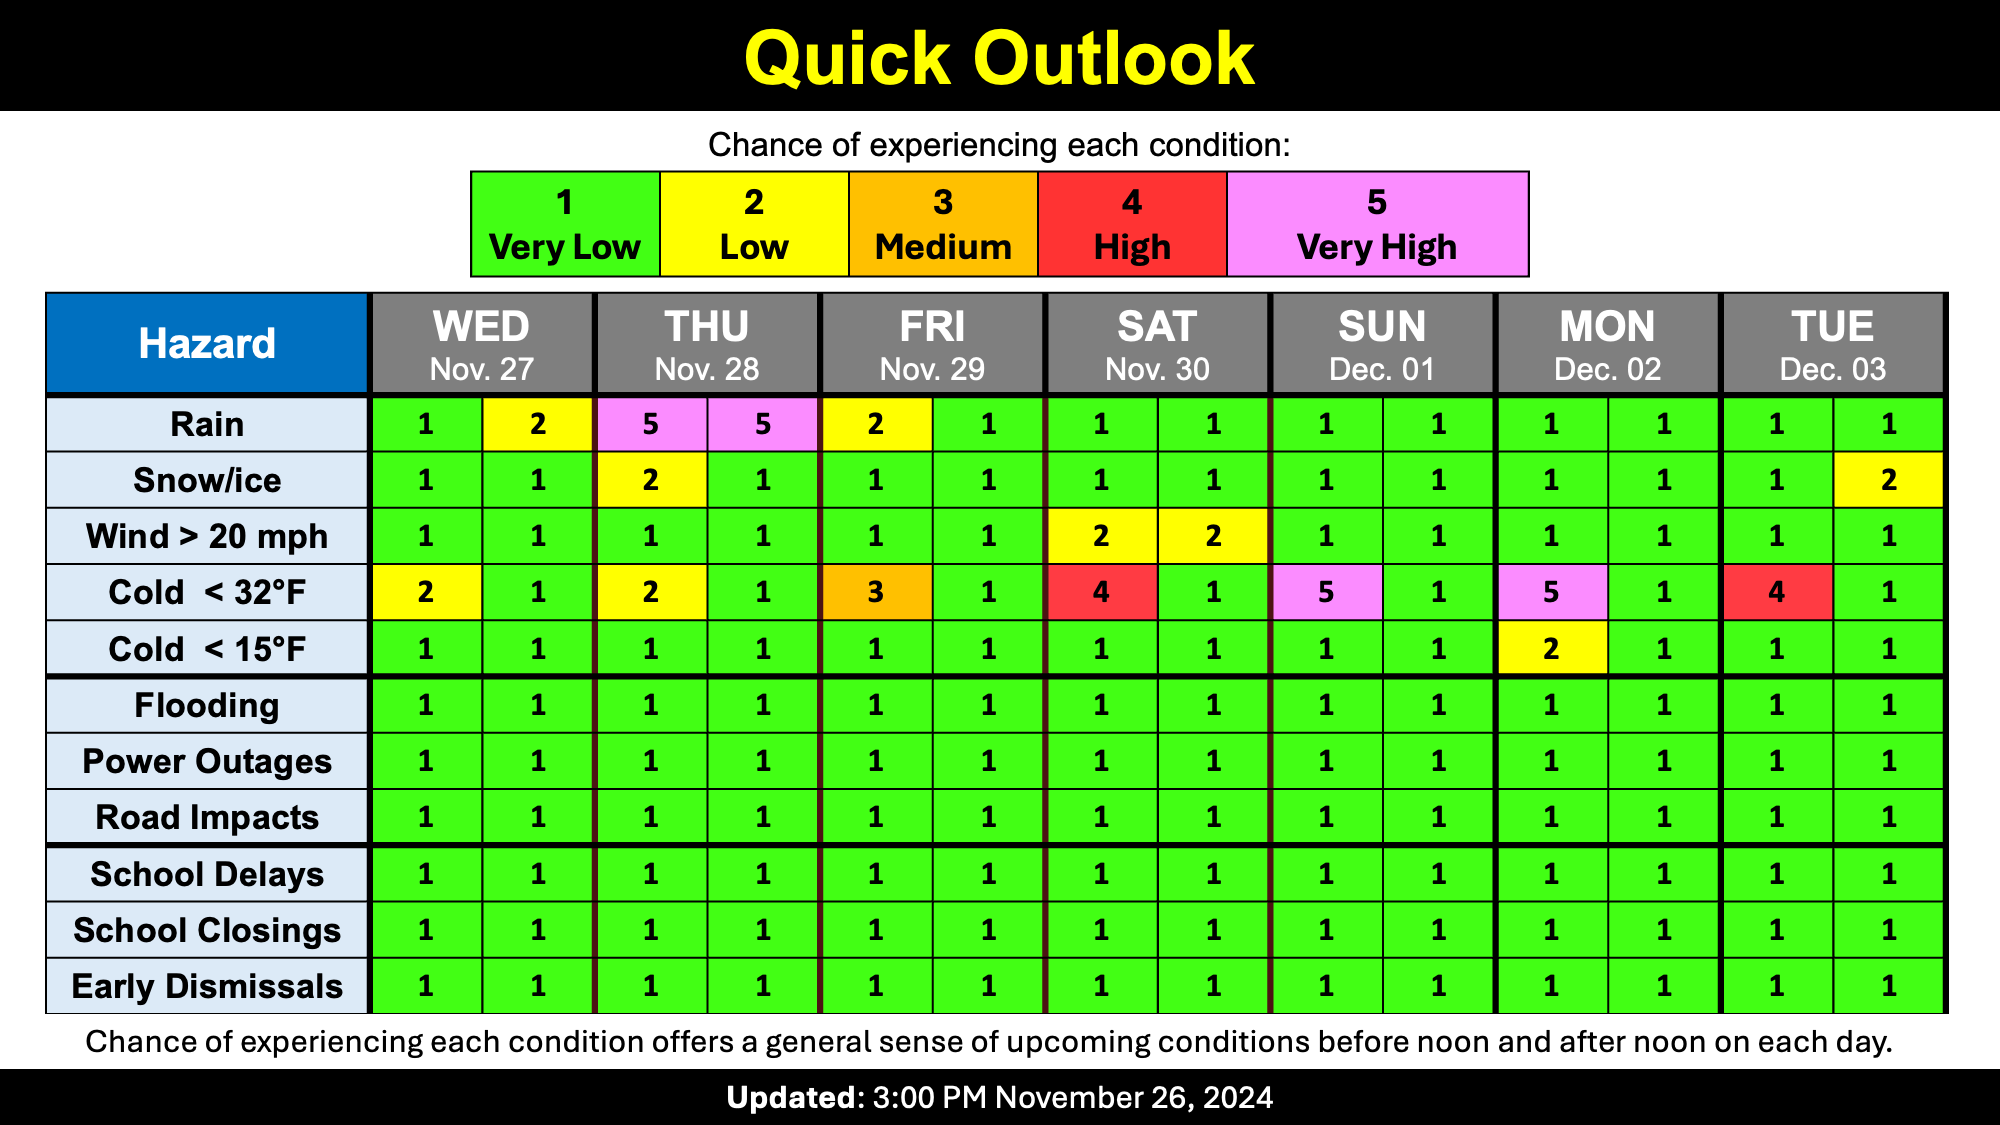 Quick Outlook
Chance of experiencing each condition:
1 2 3 4 5
Very Low Low Medium High Very High
Hazard WED THU FRI SAT SUN MON TUE
Nov. 27 Nov. 28 Nov. 29 Nov. 30 Dec. 01 Dec. 02 Dec. 03
Rain 1 2 5 5 2 1 1 1 1 1 1 1 1 1
Snow/ice 1 1 2 1 1 1 1 1 1 1 1 1 1 2
Wind > 20 mph 1 1 1 1 1 1 2 2 1 1 1 1 1 1
Cold < 32°F 2 1 2 1 3 1 4 1 5 1 5 1 4 1
Cold < 15°F 1 1 1 1 1 1 1 1 1 1 2 1 1 1
Flooding 1 1 1 1 1 1 1 1 1 1 1 1 1 1
Power Outages 1 1 1 1 1 1 1 1 1 1 1 1 1 1
Road Impacts 1 1 1 1 1 1 1 1 1 1 1 1 1 1
School Delays 1 1 1 1 1 1 1 1 1 1 1 1 1 1
School Closings 1 1 1 1 1 1 1 1 1 1 1 1 1 1
Early Dismissals 1 1 1 1 1 1 1 1 1 1 1 1 1 1
Chance of experiencing each condition offers a general sense of upcoming conditions before noon and after noon on each day.
Updated: 3:00 PM November 26, 2024